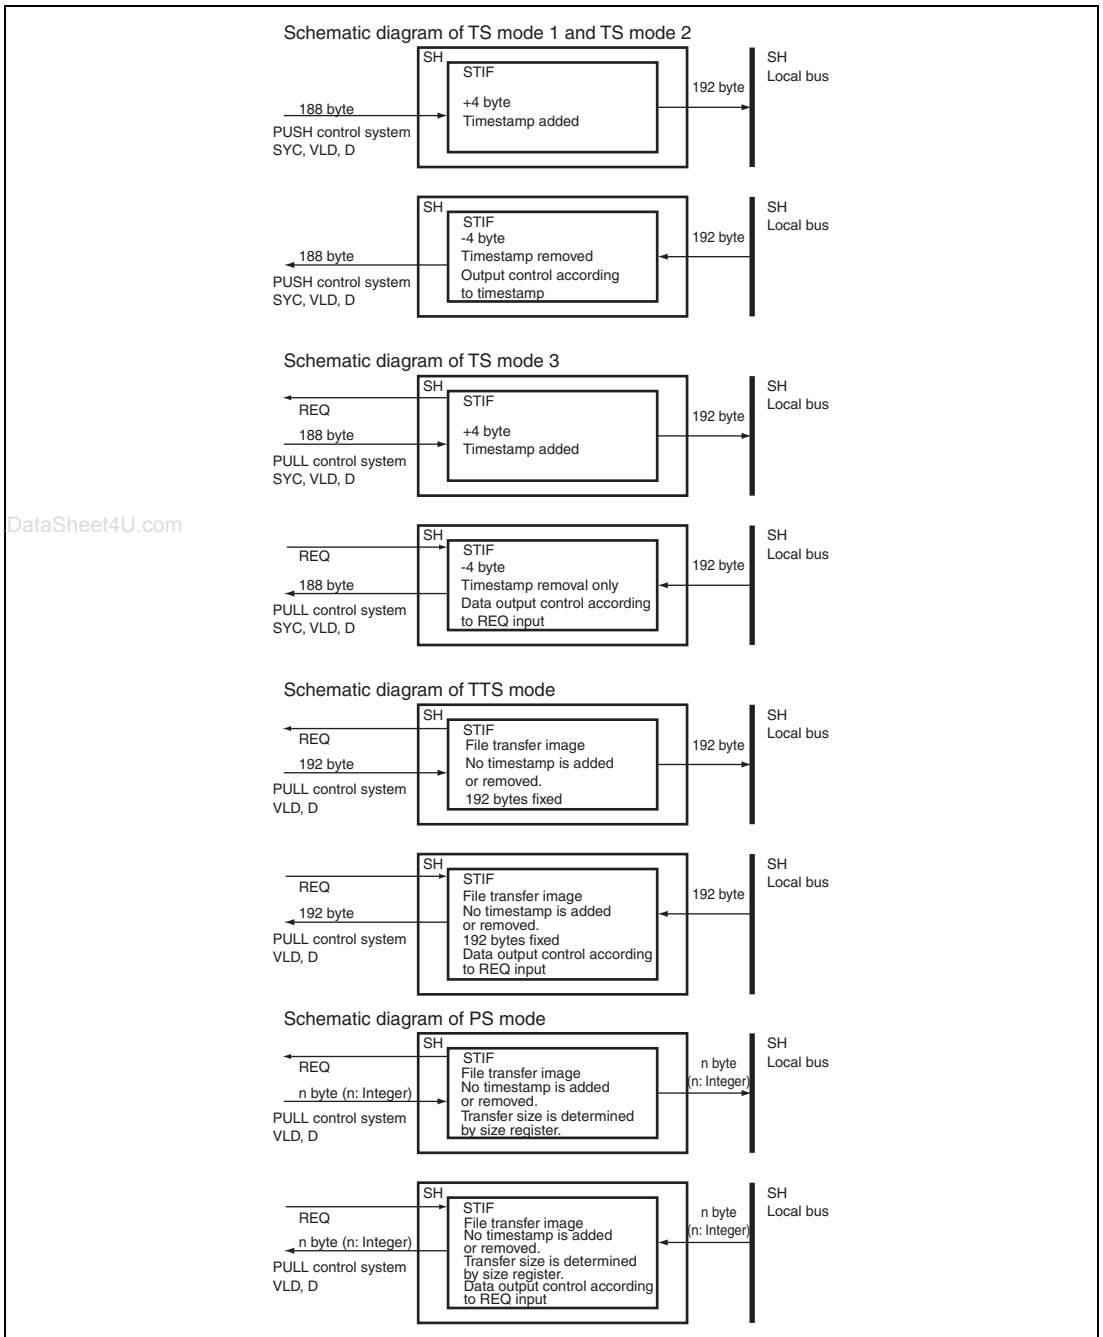 Schematic diagram of TS mode 1 and TS mode 2
SH
STIF
+4 byte
Timestamp added
188 byte
PUSH control system
SYC, VLD, D
192 byte
SH
Local bus
SH
STIF
-4 byte
Timestamp removed
Output control according
to timestamp
188 byte
PUSH control system
SYC, VLD, D
192 byte
SH
Local bus
Schematic diagram of TS mode 3
SH
STIF
+4 byte
Timestamp added
REQ
188 byte
PULL control system
SYC, VLD, D
192 byte
SH
Local bus
DataSheet4U.com
SH
STIF
-4 byte
Timestamp removal only
Data output control according
to REQ input
REQ
188 byte
PULL control system
SYC, VLD, D
192 byte
SH
Local bus
Schematic diagram of TTS mode
SH
STIF
File transfer image
No timestamp is added
or removed.
192 bytes fixed
REQ
192 byte
PULL control system
VLD, D
192 byte
SH
Local bus
SH
STIF
File transfer image
No timestamp is added
or removed.
192 bytes fixed
Data output control according
to REQ input
REQ
192 byte
PULL control system
VLD, D
192 byte
SH
Local bus
Schematic diagram of PS mode
SH
STIF
File transfer image
No timestamp is added
or removed.
Transfer size is determined
by size register.
REQ
n byte (n: Integer)
PULL control system
VLD, D
n byte
(n: Integer)
SH
Local bus
SH
STIF
File transfer image
No timestamp is added
or removed.
Transfer size is determined
by size register.
Data output control according
to REQ input
REQ
n byte (n: Integer)
PULL control system
VLD, D
n byte
(n: Integer)
SH
Local bus